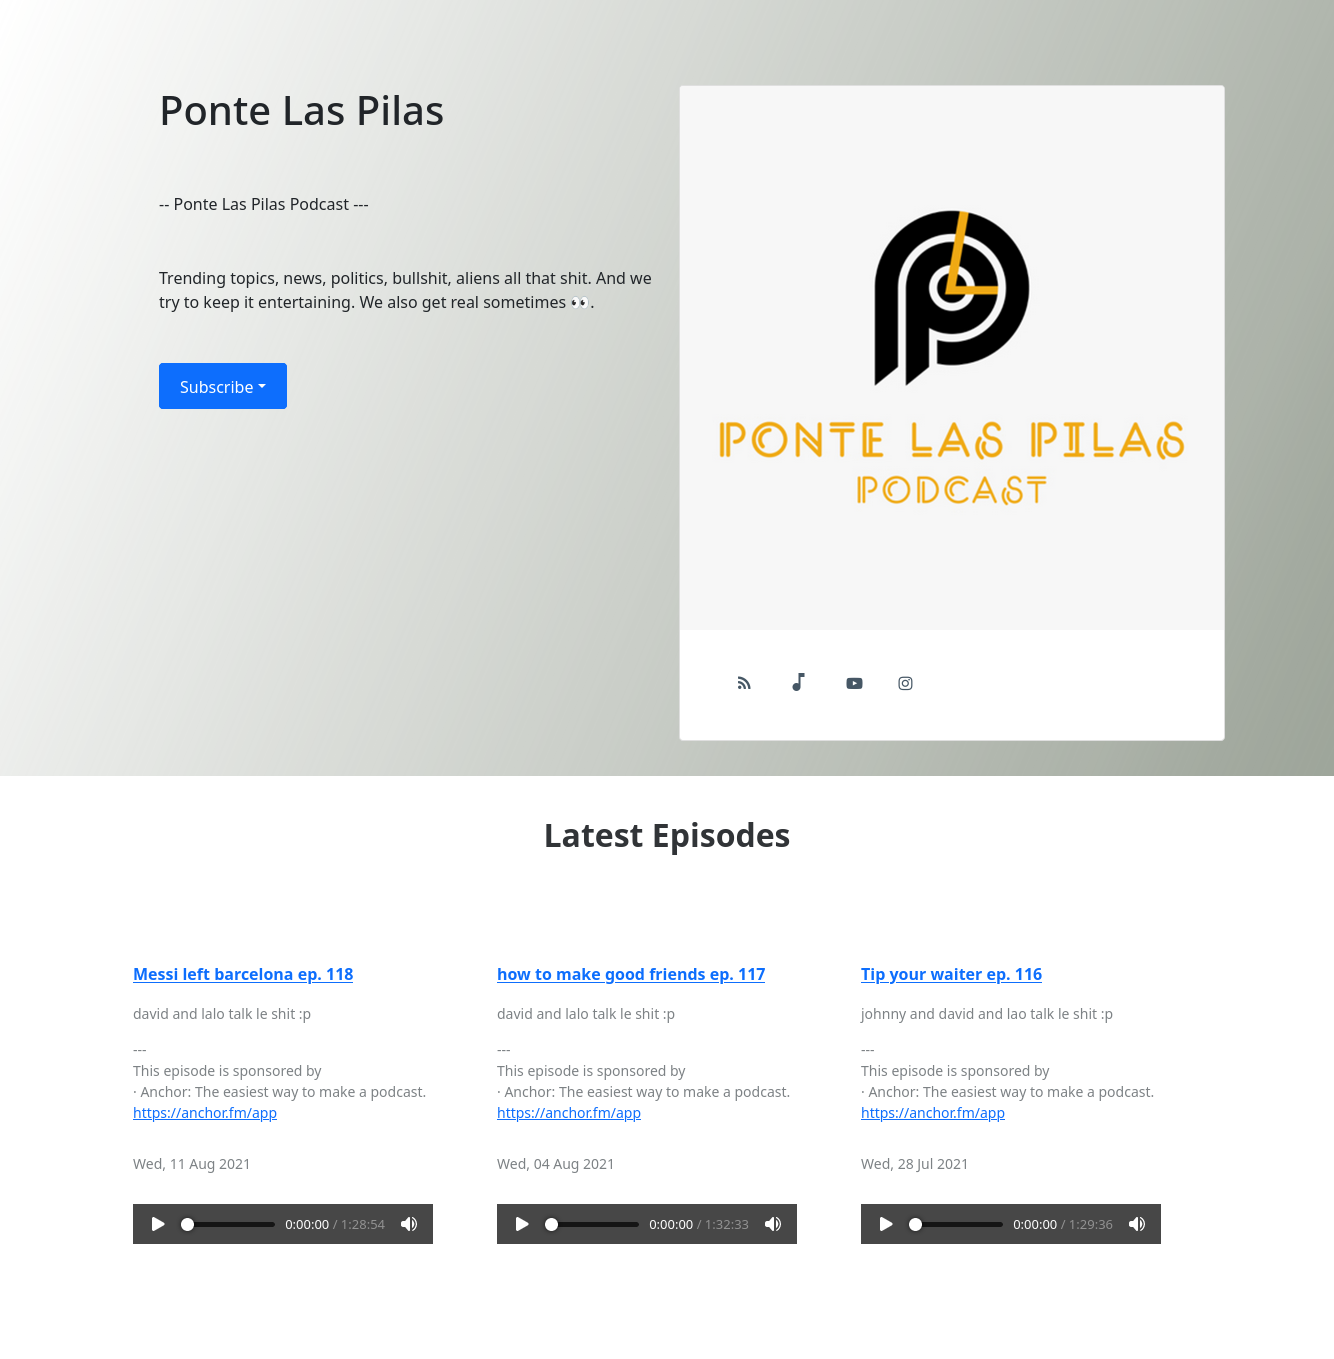 Ponte Las Pilas
-- Ponte Las Pilas Podcast ---
Trending topics, news, politics, bullshit, aliens all that shit. And we
try to keep it entertaining. We also get real sometimes 👀.
Subscribe
PONTE LAS PILAS
PODCAST
Latest Episodes
Messi left barcelona ep. 118
david and lalo talk le shit :p
---
This episode is sponsored by
· Anchor: The easiest way to make a podcast.
https://anchor.fm/app
Wed, 11 Aug 2021
0:00:00 / 1:28:54
how to make good friends ep. 117
david and lalo talk le shit :p
---
This episode is sponsored by
· Anchor: The easiest way to make a podcast.
https://anchor.fm/app
Wed, 04 Aug 2021
0:00:00 / 1:32:33
Tip your waiter ep. 116
johnny and david and lao talk le shit :p
---
This episode is sponsored by
· Anchor: The easiest way to make a podcast.
https://anchor.fm/app
Wed, 28 Jul 2021
0:00:00 / 1:29:36